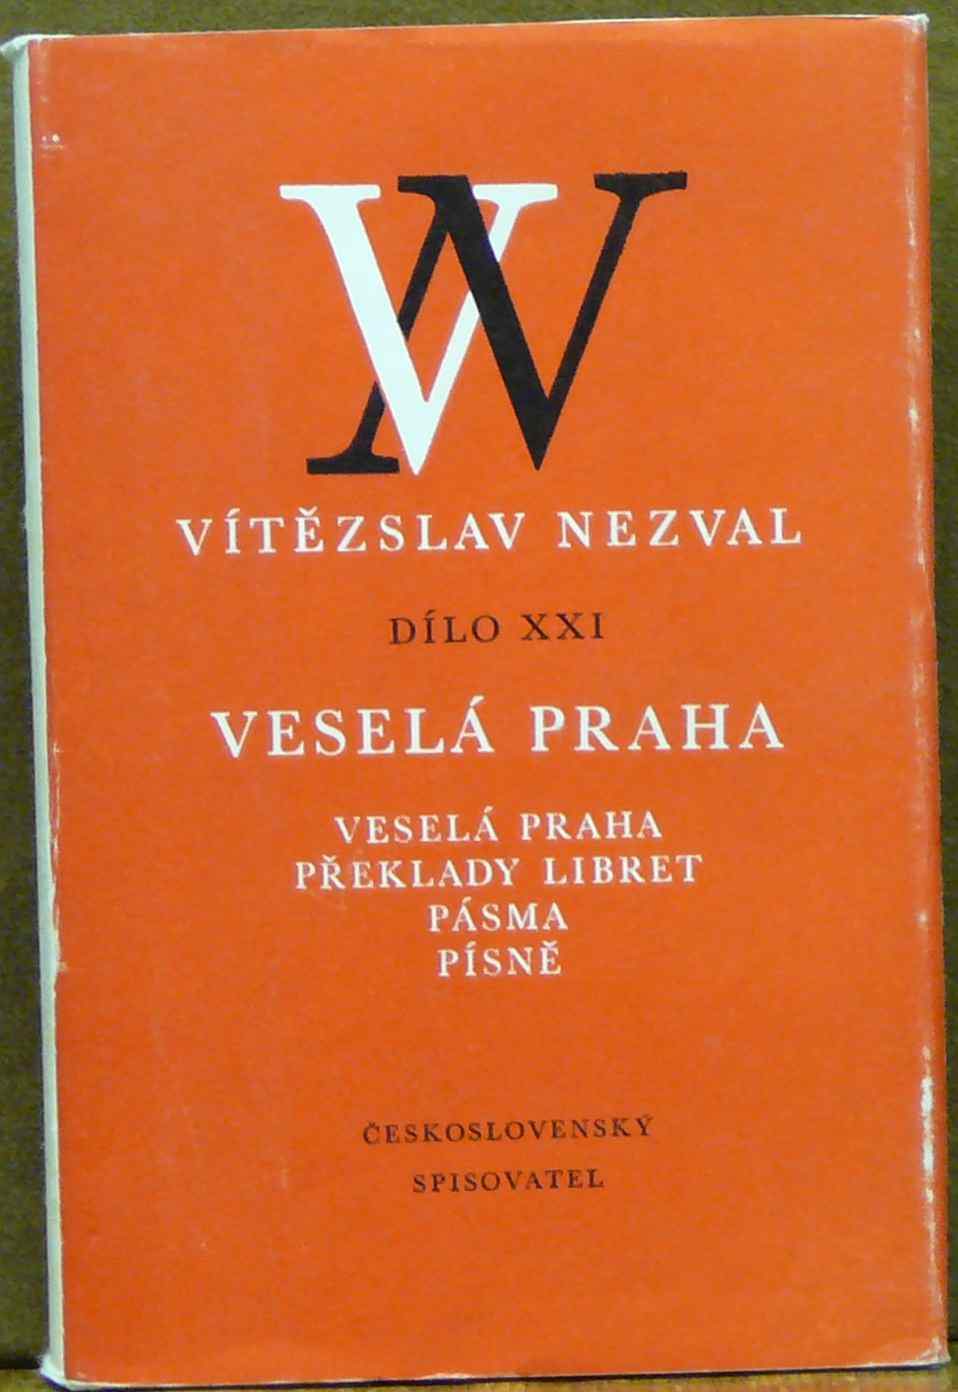 VN
VÍTĚZSLAV NEZVAL
DÍLO XXI
VESELÁ PRAHA
VESELÁ PRAHA
PŘEKLADY LIBRET
PÁSMA
PÍSNĚ
ČESKOSLOVENSKÝ
SPISOVATEL